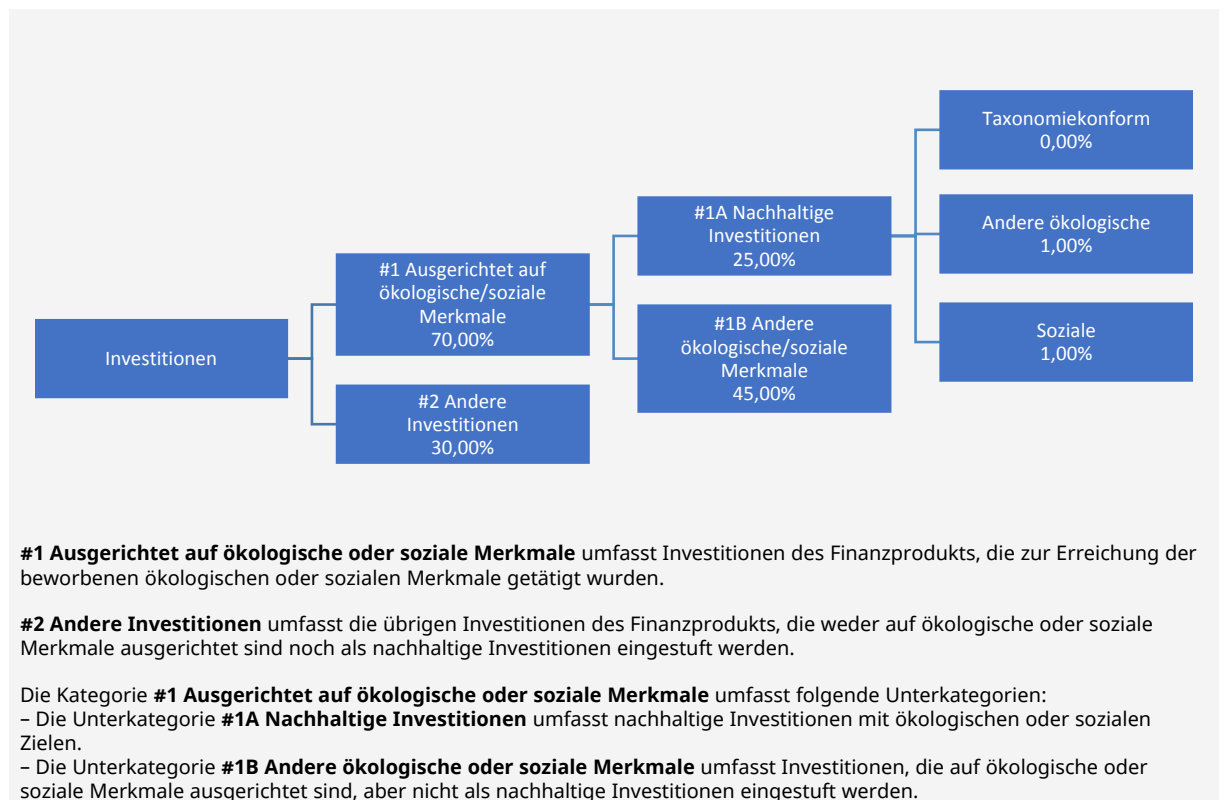 Investitionen
#1 Ausgerichtet auf
ökologische/soziale
Merkmale
70,00%
#2 Andere
Investitionen
30,00%
#1A Nachhaltige
Investitionen
25,00%
#1B Andere
ökologische/soziale
Merkmale
45,00%
Taxonomiekonform
0,00%
Andere ökologische
1,00%
Soziale
1,00%
#1 Ausgerichtet auf ökologische oder soziale Merkmale umfasst Investitionen des Finanzprodukts, die zur Erreichung der
beworbenen ökologischen oder sozialen Merkmale getätigt wurden.
#2 Andere Investitionen umfasst die übrigen Investitionen des Finanzprodukts, die weder auf ökologische oder soziale
Merkmale ausgerichtet sind noch als nachhaltige Investitionen eingestuft werden.
Die Kategorie #1 Ausgerichtet auf ökologische oder soziale Merkmale umfasst folgende Unterkategorien:
– Die Unterkategorie #1A Nachhaltige Investitionen umfasst nachhaltige Investitionen mit ökologischen oder sozialen
Zielen.
– Die Unterkategorie #1B Andere ökologische oder soziale Merkmale umfasst Investitionen, die auf ökologische oder
soziale Merkmale ausgerichtet sind, aber nicht als nachhaltige Investitionen eingestuft werden.